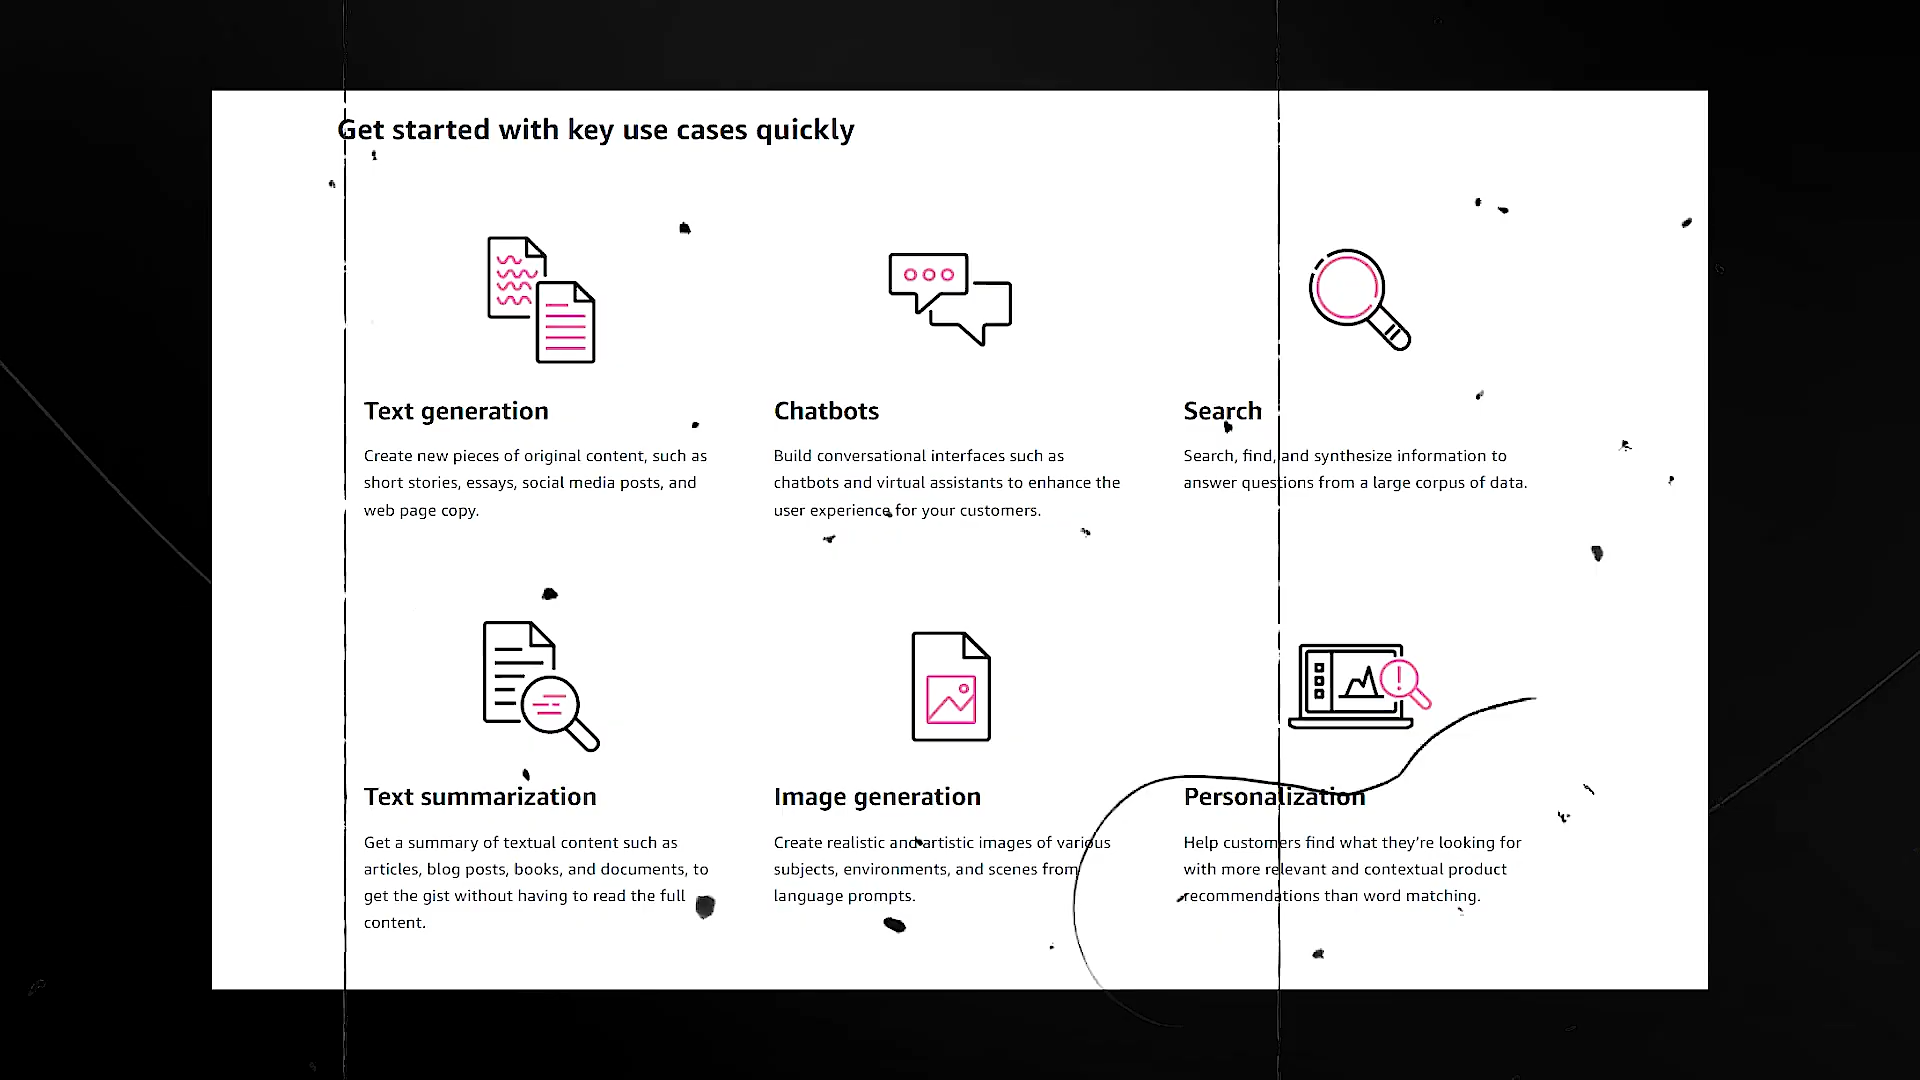 Get started with key use cases quickly
Text generation
Create new pieces of original content, such as
short stories, essays, social media posts, and
web page copy.
Chatbots
Build conversational interfaces such as
chatbots and virtual assistants to enhance the
user experience for your customers.
Search
Search, find, and synthesize information to
answer questions from a large corpus of data.
Text summarization
Get a summary of textual content such as
articles, blog posts, books, and documents, to
get the gist without having to read the full
content.
Image generation
Create realistic and artistic images of various
subjects, environments, and scenes from
language prompts.
Personalization
Help customers find what they’re looking for
with more relevant and contextual product
recommendations than word matching.